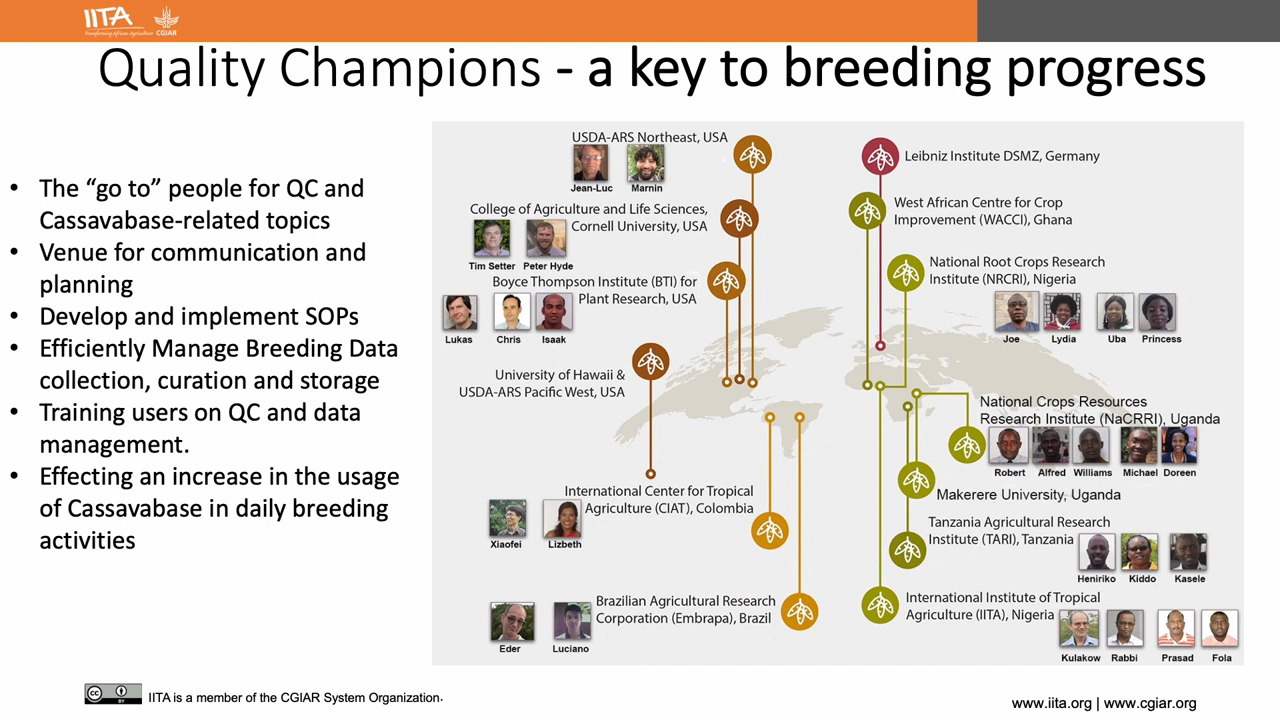 IITA
Transforming African Agriculture
CGIAR
Quality Champions - a key to breeding progress
• The “go to” people for QC and
Cassavabase-related topics
• Venue for communication and
planning
• Develop and implement SOPs
• Efficiently Manage Breeding Data
collection, curation and storage
• Training users on QC and data
management.
• Effecting an increase in the usage
of Cassavabase in daily breeding
activities
USDA-ARS Northeast, USA
Jean-Luc Marnin
College of Agriculture and Life Sciences,
Cornell University, USA
Tim Setter Peter Hyde
Boyce Thompson Institute (BTI) for
Plant Research, USA
Lukas Chris Isaak
University of Hawaii &
USDA-ARS Pacific West, USA
International Center for Tropical
Agriculture (CIAT), Colombia
Xiaofei Lizbeth
Brazilian Agricultural Research
Corporation (Embrapa), Brazil
Eder Luciano
Leibniz Institute DSMZ, Germany
West African Centre for Crop
Improvement (WACCI), Ghana
National Root Crops Research
Institute (NRCRI), Nigeria
Joe Lydia Uba Princess
National Crops Resources
Research Institute (NaCRRI), Uganda
Robert Alfred Williams Michael Doreen
Makerere University, Uganda
Tanzania Agricultural Research
Institute (TARI), Tanzania
Heniriko Kiddo Kasele
International Institute of Tropical
Agriculture (IITA), Nigeria
Kulakow Rabbi Prasad Fola
cc BY
IITA is a member of the CGIAR System Organization.
www.iita.org | www.cgiar.org